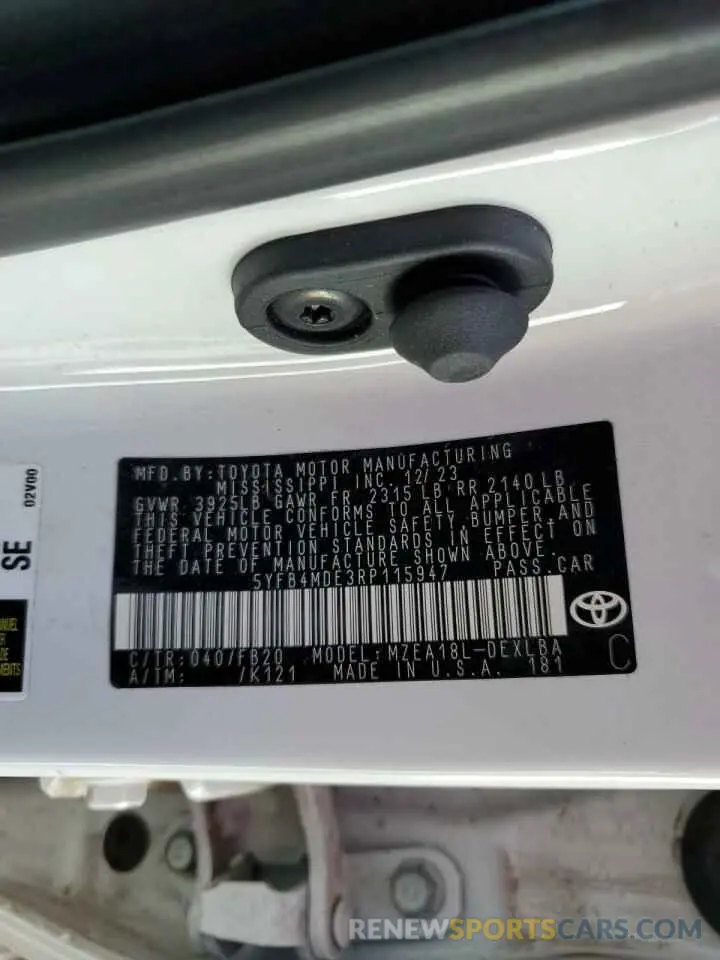 MFD. BY: TOYOTA MOTOR MANUFACTURING
MISSISSIPPI INC. 12/23
GVWR 3925LB GAWR FR 2315 LB RR 2140 LB
THIS VEHICLE CONFORMS TO ALL APPLICABLE
FEDERAL MOTOR VEHICLE SAFETY, BUMPER AND
THEFT PREVENTION STANDARDS IN EFFECT ON
THE DATE OF MANUFACTURE SHOWN ABOVE.
5YFB4MDE3RP115947 PASS.CAR
C/TR: 040/FB20 MODEL: MZEA18L-DEXLBA
A/TM: /K121 MADE IN U.S.A. 181
C
SE
02V00
RENEWSPORTSCARS.COM